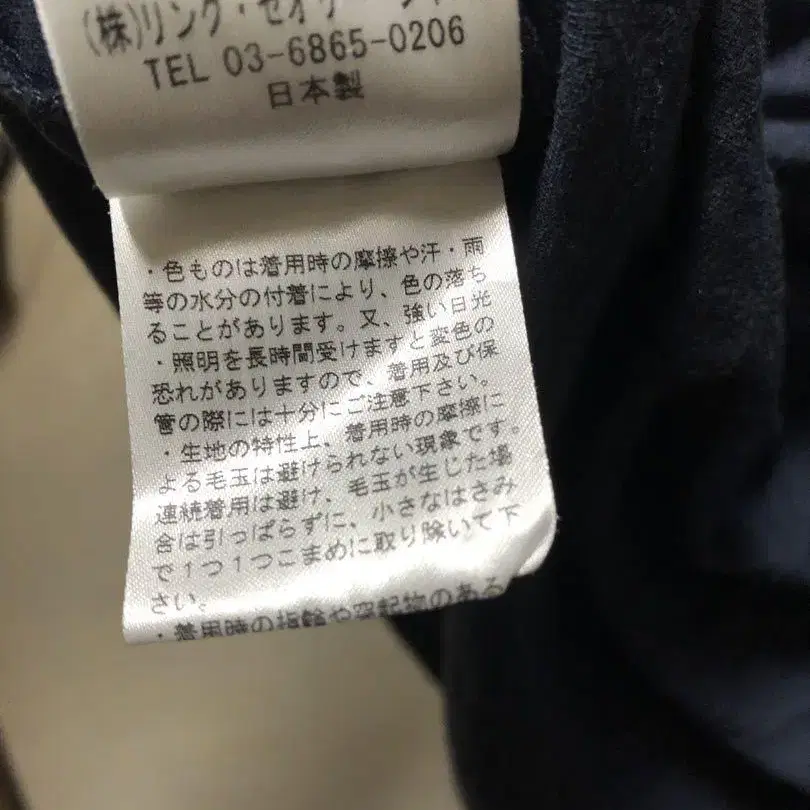 (株)リンク・セオリー・ジャ
TEL 03-6865-0206
日本製
・色ものは着用時の摩擦や汗・雨
等の水分の付着により、色の落ち
ることがあります。又、強い日光
・照明を長時間受けますと変色の
恐れがありますので、着用及び保
管の際には十分にご注意下さい。
・生地の特性上、着用時の摩擦に
よる毛玉は避けられない現象です。
連続着用は避け、毛玉が生じた場
合は引っぱらずに、小さなはさみ
で1つ1つこまめに取り除いて下
さい。
・着用時の指輪や突起物のある